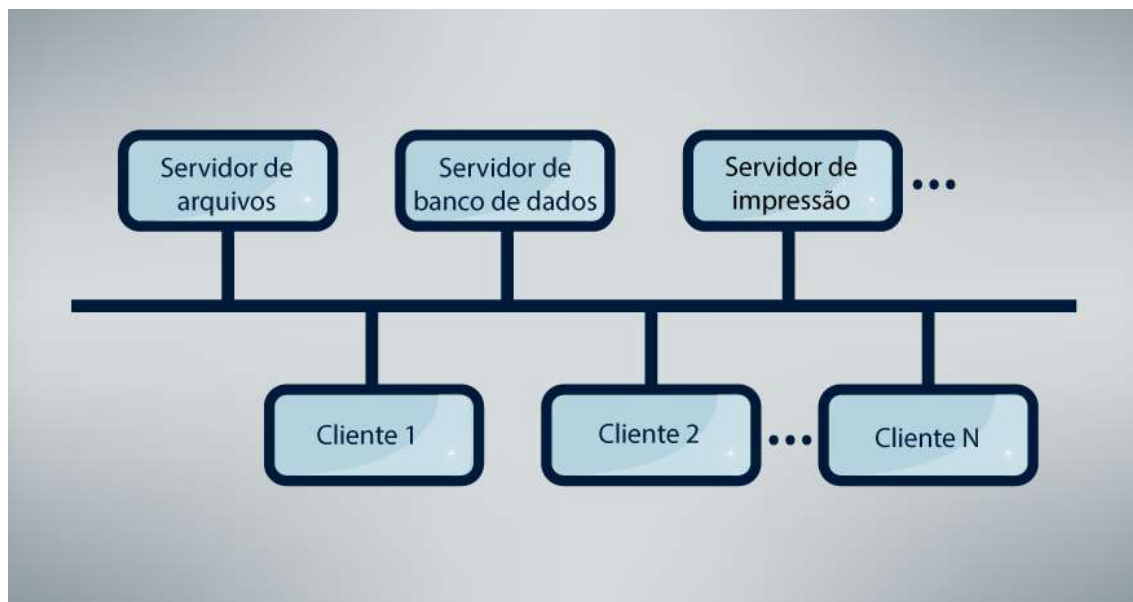 Servidor de
arquivos
Servidor de
banco de dados
Servidor de
impressão
...
Cliente 1
Cliente 2
...
Cliente N